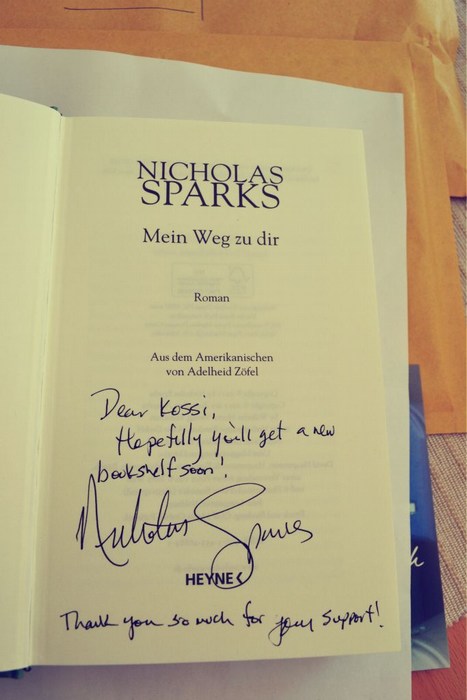 NICHOLAS
SPARKS
Mein Weg zu dir
Roman
Aus dem Amerikanischen
von Adelheid Zöfel
Dear Kossi,
Hopefully you'll get a new
bookshelf soon!
Nicholas Sparks
HEYNE<
Thank you so much for your support!